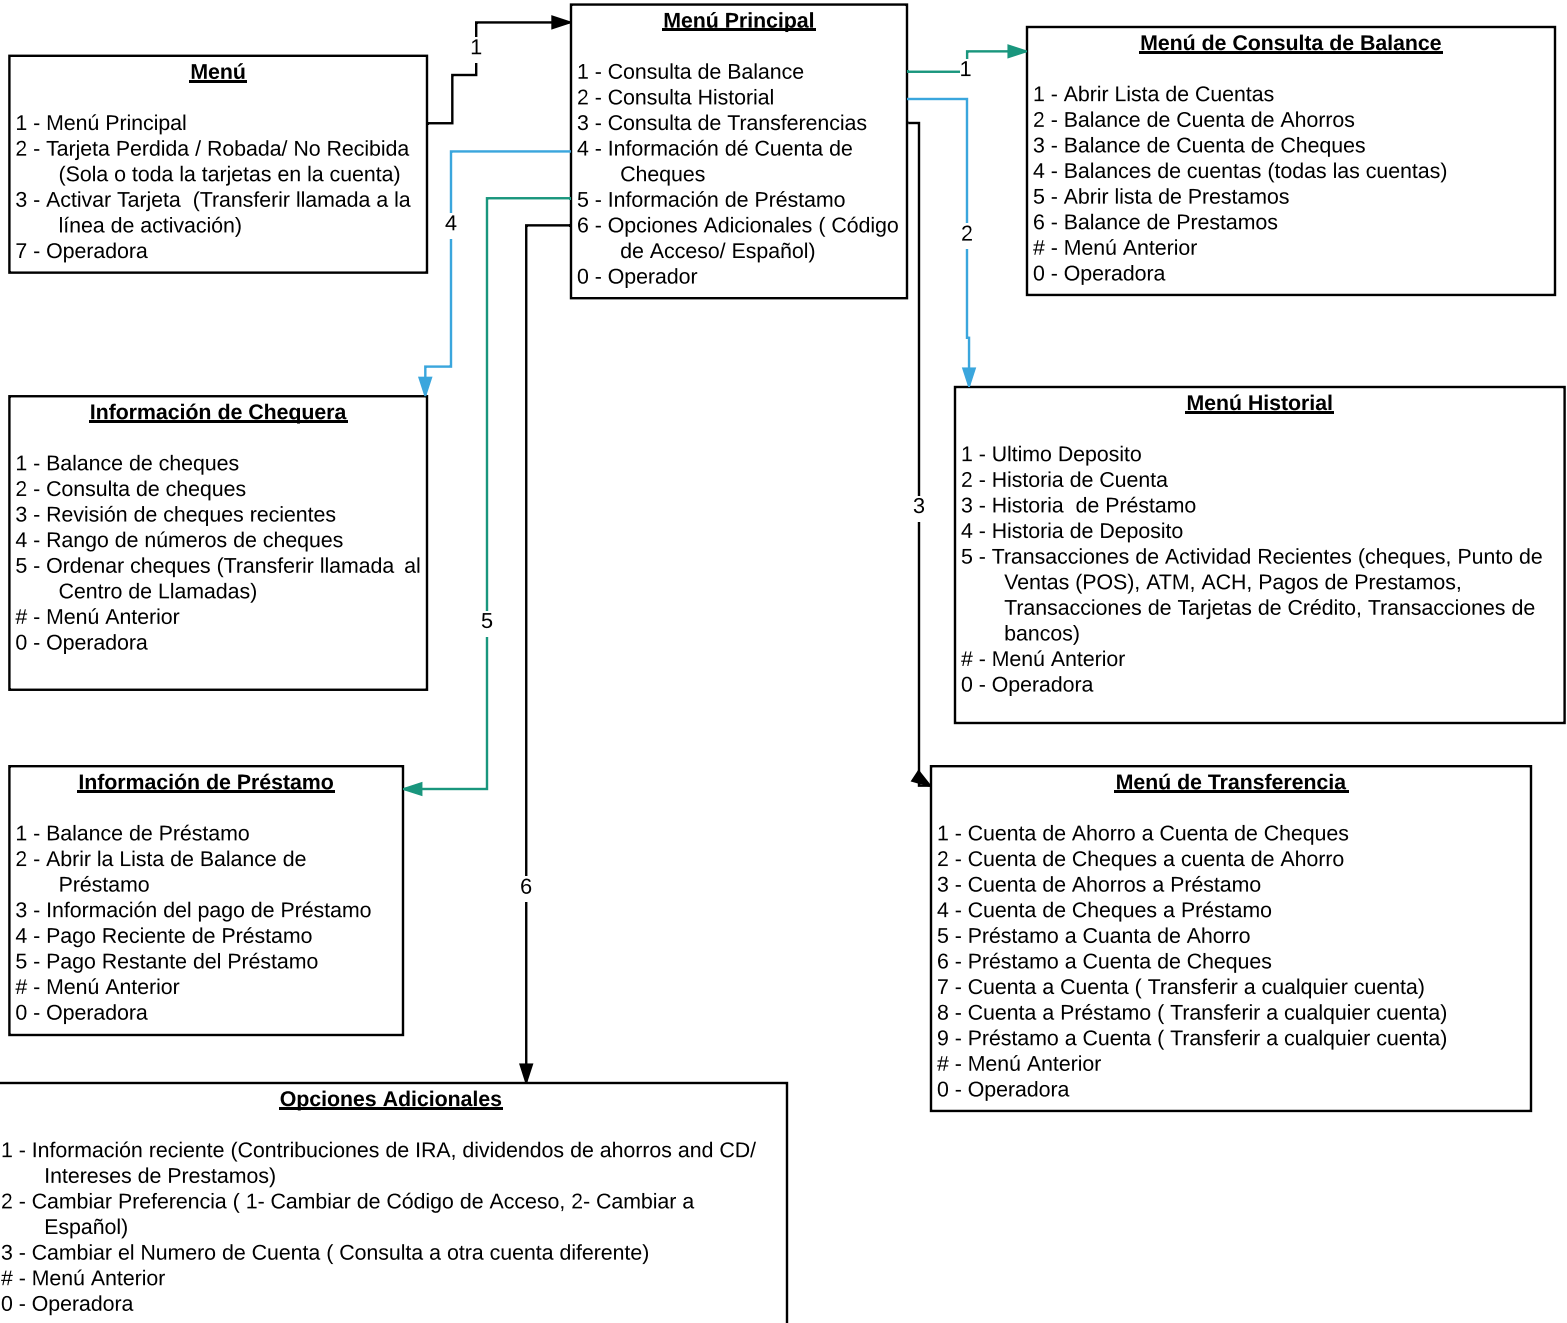 Menú
1 - Menú Principal
2 - Tarjeta Perdida / Robada/ No Recibida
(Sola o toda la tarjetas en la cuenta)
3 - Activar Tarjeta  (Transferir llamada a la
línea de activación)
7 - Operadora
1
Menú Principal
1 - Consulta de Balance
2 - Consulta Historial
3 - Consulta de Transferencias
4 - Información dé Cuenta de
Cheques
5 - Información de Préstamo
6 - Opciones Adicionales ( Código
de Acceso/ Español)
0 - Operador
1
Menú de Consulta de Balance
1 - Abrir Lista de Cuentas
2 - Balance de Cuenta de Ahorros
3 - Balance de Cuenta de Cheques
4 - Balances de cuentas (todas las cuentas)
5 - Abrir lista de Prestamos
6 - Balance de Prestamos
# - Menú Anterior
0 - Operadora
4
2
Información de Chequera
1 - Balance de cheques
2 - Consulta de cheques
3 - Revisión de cheques recientes
4 - Rango de números de cheques
5 - Ordenar cheques (Transferir llamada  al
Centro de Llamadas)
# - Menú Anterior
0 - Operadora
Menú Historial
1 - Ultimo Deposito
2 - Historia de Cuenta
3 - Historia  de Préstamo
4 - Historia de Deposito
5 - Transacciones de Actividad Recientes (cheques, Punto de
Ventas (POS), ATM, ACH, Pagos de Prestamos,
Transacciones de Tarjetas de Crédito, Transacciones de
bancos)
# - Menú Anterior
0 - Operadora
3
5
Información de Préstamo
1 - Balance de Préstamo
2 - Abrir la Lista de Balance de
Préstamo
3 - Información del pago de Préstamo
4 - Pago Reciente de Préstamo
5 - Pago Restante del Préstamo
# - Menú Anterior
0 - Operadora
6
Menú de Transferencia
1 - Cuenta de Ahorro a Cuenta de Cheques
2 - Cuenta de Cheques a cuenta de Ahorro
3 - Cuenta de Ahorros a Préstamo
4 - Cuenta de Cheques a Préstamo
5 - Préstamo a Cuanta de Ahorro
6 - Préstamo a Cuenta de Cheques
7 - Cuenta a Cuenta ( Transferir a cualquier cuenta)
8 - Cuenta a Préstamo ( Transferir a cualquier cuenta)
9 - Préstamo a Cuenta ( Transferir a cualquier cuenta)
# - Menú Anterior
0 - Operadora
Opciones Adicionales
1 - Información reciente (Contribuciones de IRA, dividendos de ahorros and CD/
Intereses de Prestamos)
2 - Cambiar Preferencia ( 1- Cambiar de Código de Acceso, 2- Cambiar a
Español)
3 - Cambiar el Numero de Cuenta ( Consulta a otra cuenta diferente)
# - Menú Anterior
0 - Operadora